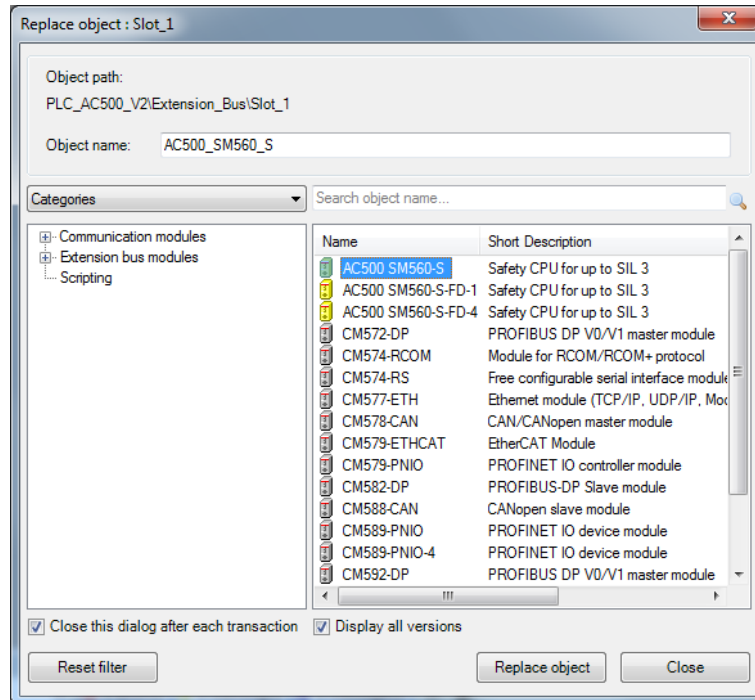 Replace object : Slot_1
Object path:
PLC_AC500_V2\Extension_Bus\Slot_1
Object name: AC500_SM560_S
Categories
Search object name...
Communication modules
Extension bus modules
Scripting
Name Short Description
AC500 SM560-S Safety CPU for up to SIL 3
AC500 SM560-S-FD-1 Safety CPU for up to SIL 3
AC500 SM560-S-FD-4 Safety CPU for up to SIL 3
CM572-DP PROFIBUS DP V0/V1 master module
CM574-RCOM Module for RCOM/RCOM+ protocol
CM574-RS Free configurable serial interface module
CM577-ETH Ethernet module (TCP/IP, UDP/IP, Moc
CM578-CAN CAN/CANopen master module
CM579-ETHCAT EtherCAT Module
CM579-PNIO PROFINET IO controller module
CM582-DP PROFIBUS-DP Slave module
CM588-CAN CANopen slave module
CM589-PNIO PROFINET IO device module
CM589-PNIO-4 PROFINET IO device module
CM592-DP PROFIBUS DP V0/V1 master module
Close this dialog after each transaction Display all versions
Reset filter Replace object Close